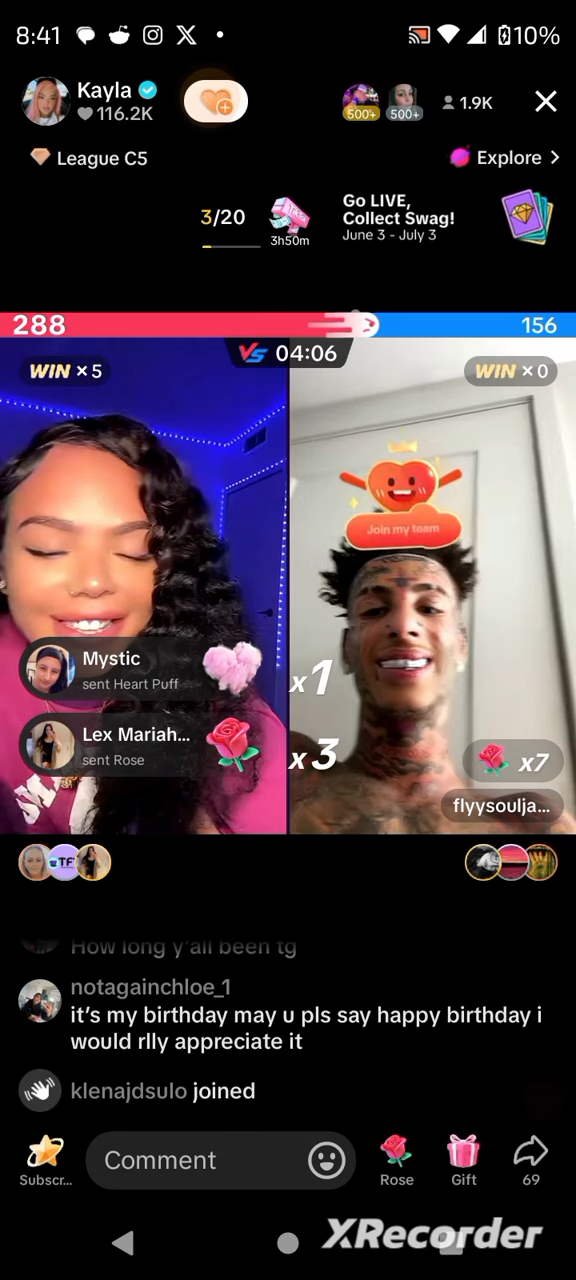 8:41
10%
Kayla
116.2K
500+
500+
1.9K
League C5
Explore >
3/20
3h50m
Go LIVE,
Collect Swag!
June 3 - July 3
288
156
VS 04:06
WIN × 5
WIN × 0
Join my team
Mystic
sent Heart Puff
x1
Lex Mariah...
sent Rose
x3
x7
flyysoulja...
How long y'all been tg
notagainchloe_1
it's my birthday may u pls say happy birthday i
would rlly appreciate it
klenajdsulo joined
Comment
Subscr...
Rose
Gift
69
XRecorder